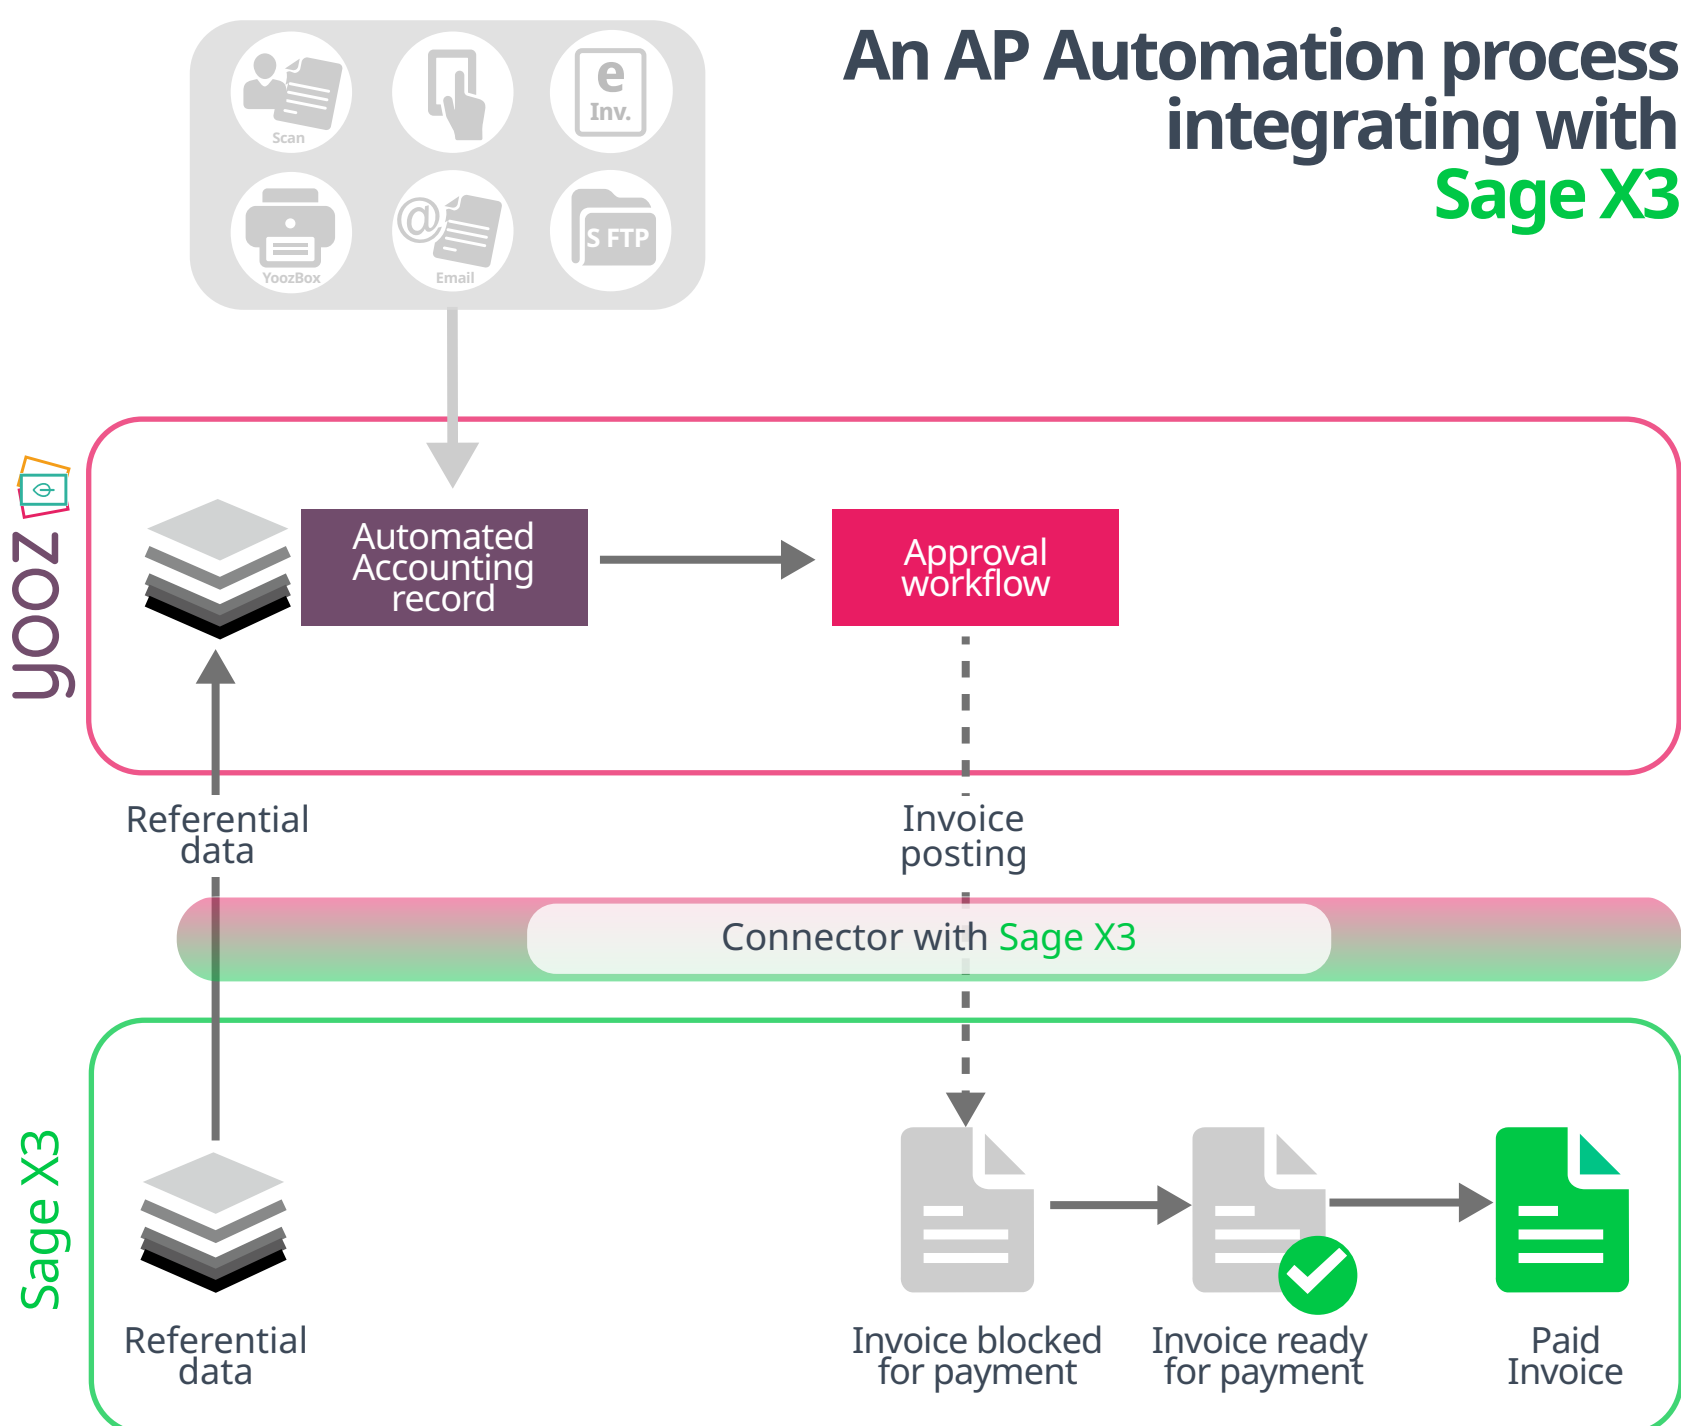 An AP Automation process
integrating with
Sage X3
Scan
e
Inv.
YoozBox
@
Email
S FTP
yooz
Automated
Accounting
record
Approval
workflow
Referential
data
Invoice
posting
Connector with Sage X3
Sage X3
Referential
data
Invoice blocked
for payment
Invoice ready
for payment
Paid
Invoice